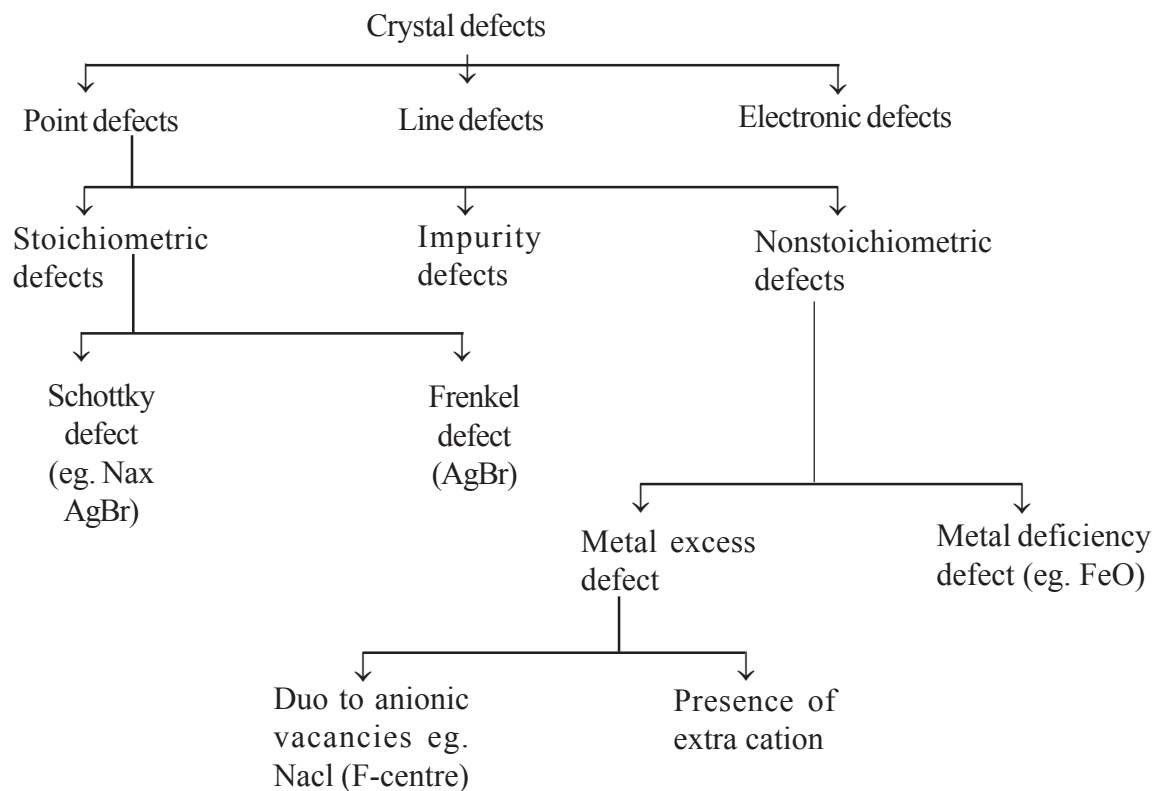 Crystal defects
Point defects
Line defects
Electronic defects
Stoichiometric
defects
Impurity
defects
Nonstoichiometric
defects
Schottky
defect
(eg. Nax
AgBr)
Frenkel
defect
(AgBr)
Metal excess
defect
Metal deficiency
defect (eg. FeO)
Duo to anionic
vacancies eg.
Nacl (F-centre)
Presence of
extra cation